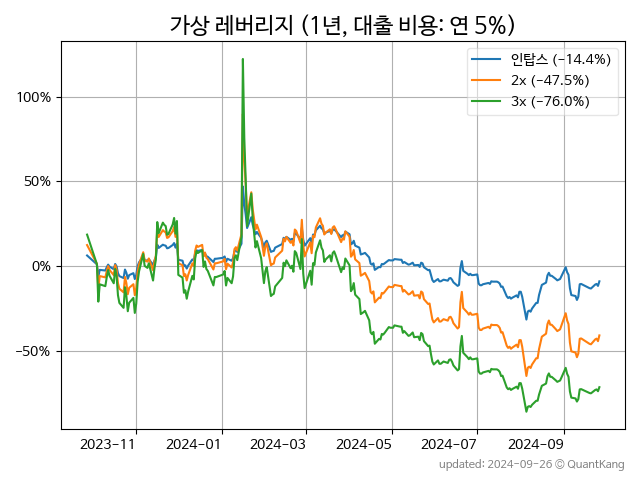 가상 레버리지 (1년, 대출 비용: 연 5%)
인탑스 (−14.4%)
2x (−47.5%)
3x (−76.0%)
100%
50%
0%
−50%
2023-11 2024-01 2024-03 2024-05 2024-07 2024-09
updated: 2024-09-26 © QuantKang